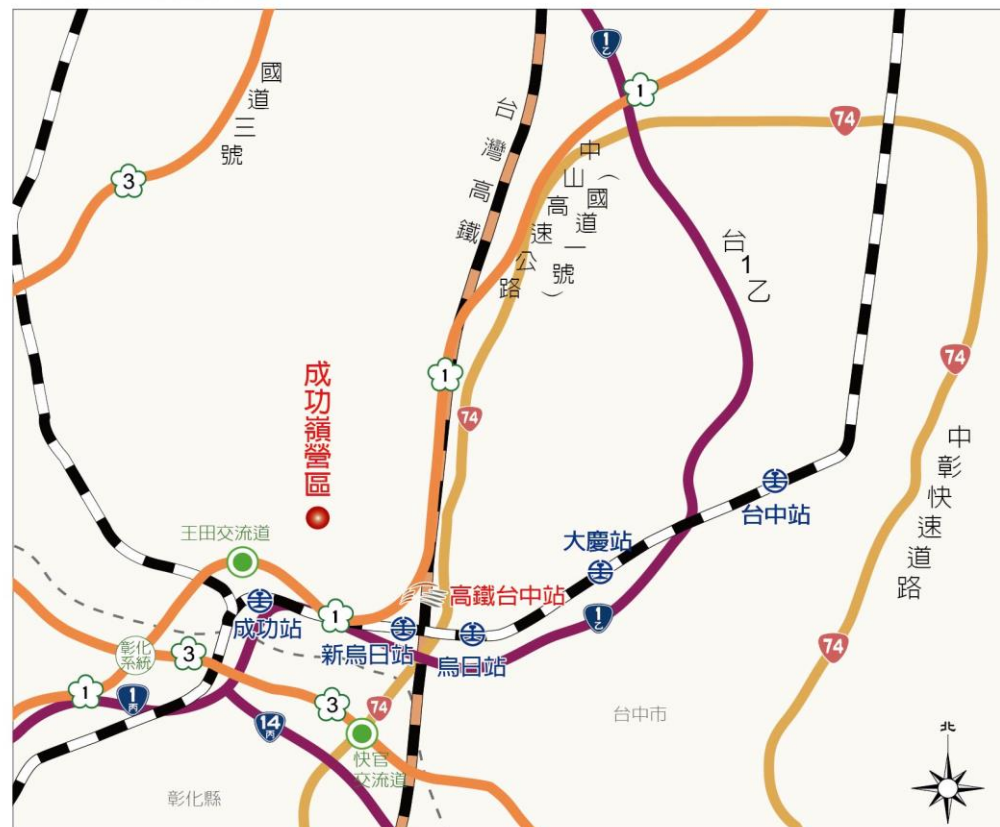 1乙
1
74
國道三號
3
台灣高鐵
中山高速公路
（國道一號）
台1乙
74
1
74
成功嶺營區
中彰快速道路
台中站
王田交流道
大慶站
高鐵台中站
成功站
1
新烏日站
烏日站
1乙
彰化
系統
3
74
1
1丙
14丙
3
74
快官
交流道
台中市
北
彰化縣